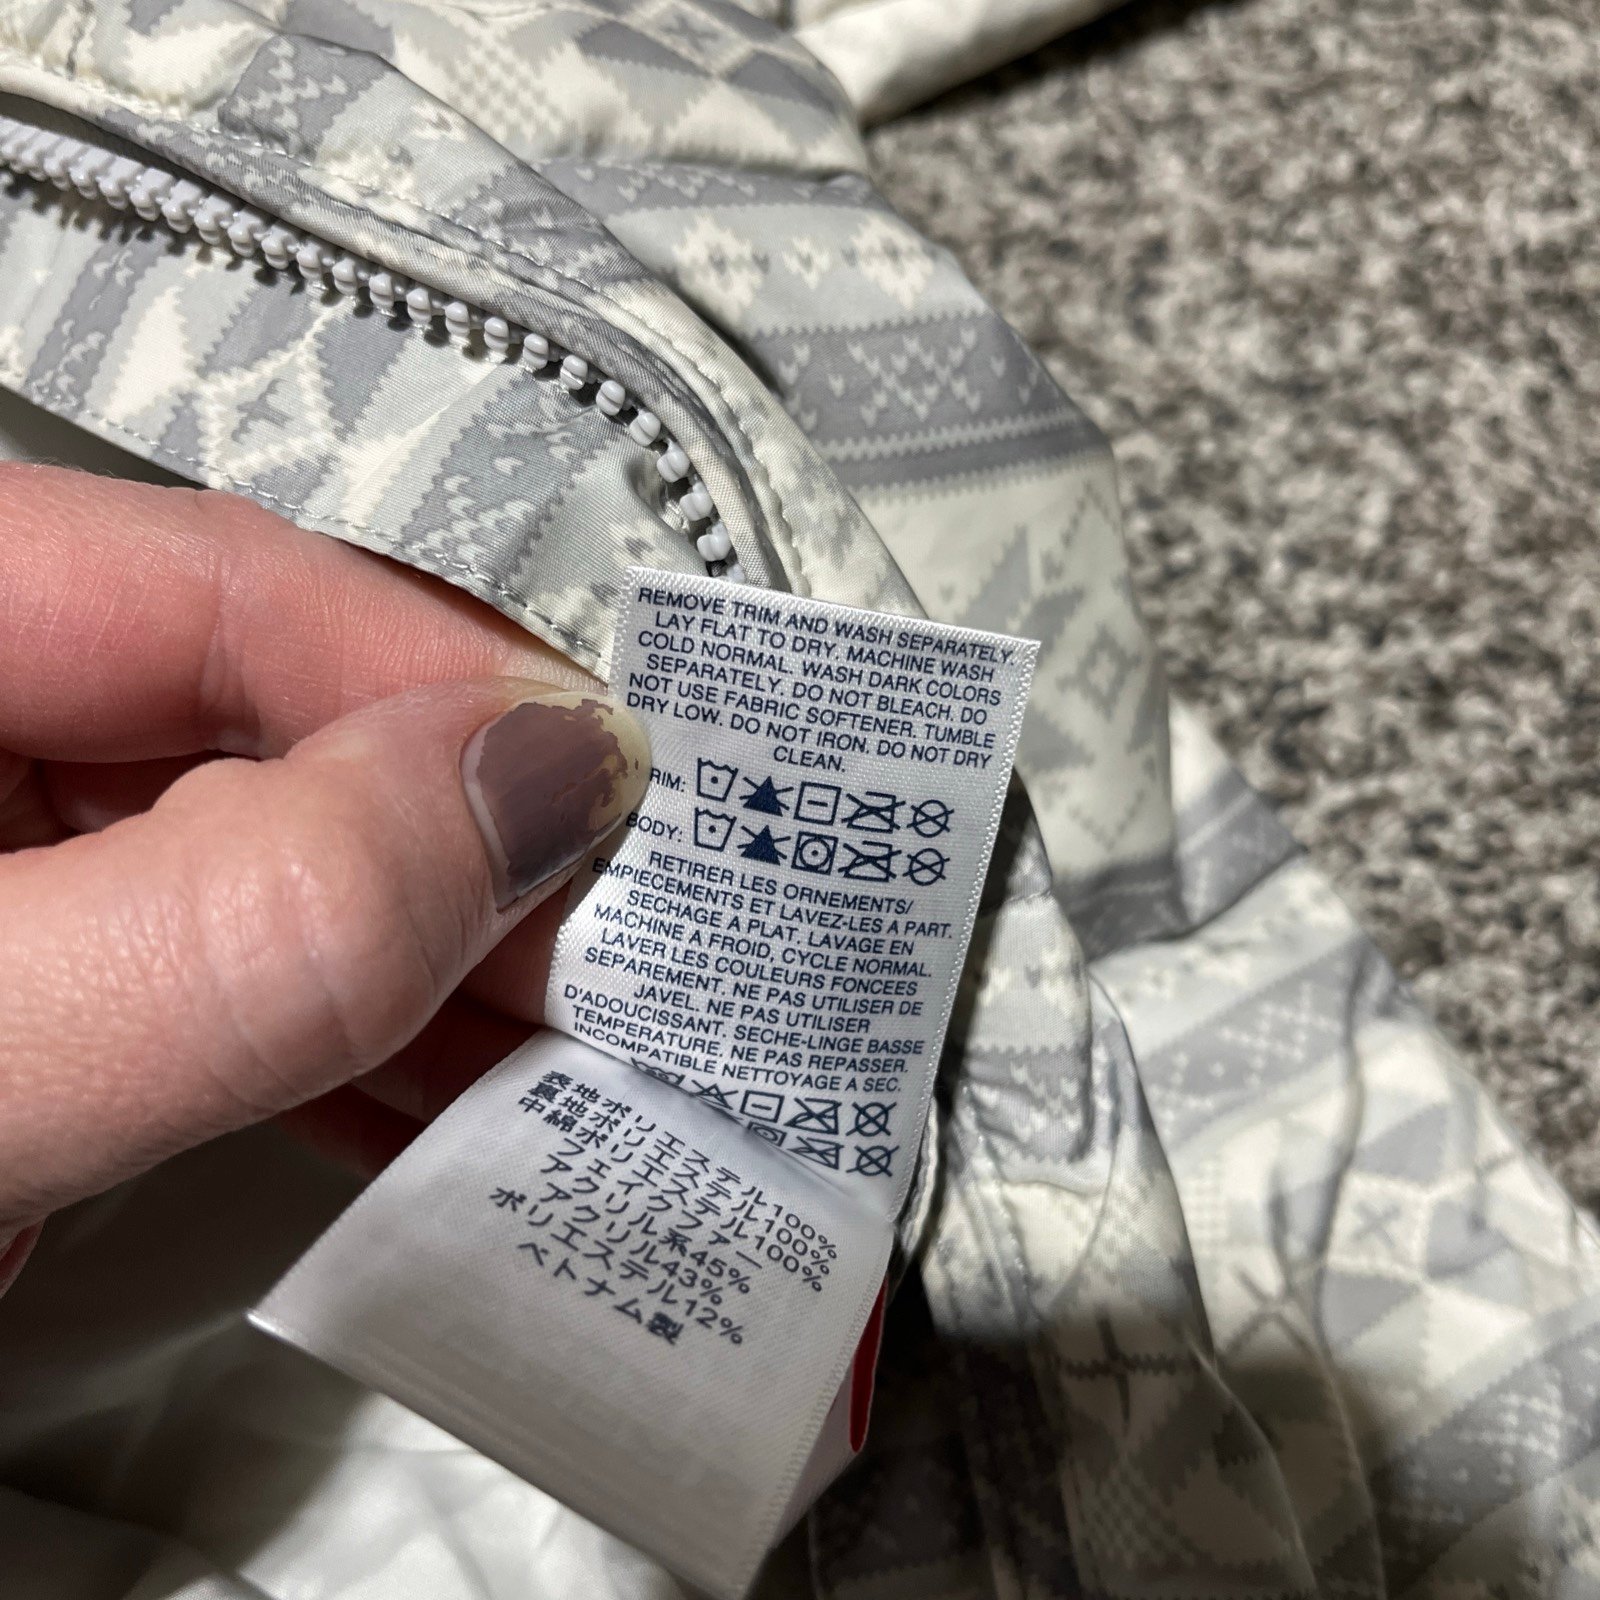 REMOVE TRIM AND WASH SEPARATELY.
LAY FLAT TO DRY. MACHINE WASH
COLD NORMAL. WASH DARK COLORS
SEPARATELY. DO NOT BLEACH. DO
NOT USE FABRIC SOFTENER. TUMBLE
DRY LOW. DO NOT IRON. DO NOT DRY
CLEAN.
RIM:
BODY:
RETIRER LES ORNEMENTS/
EMPIECEMENTS ET LAVEZ-LES A PART.
SECHAGE A PLAT. LAVAGE EN
MACHINE A FROID, CYCLE NORMAL.
LAVER LES COULEURS FONCEES
SEPAREMENT. NE PAS UTILISER DE
JAVEL. NE PAS UTILISER
D'ADOUCISSANT. SECHE-LINGE BASSE
TEMPERATURE. NE PAS REPASSER.
INCOMPATIBLE NETTOYAGE A SEC.
表地ポリエステル100%
裏地ポリエステル100%
中綿ポリエステル100%
フェイクファー
アクリル系45%
アクリル43%
ポリエステル12%
ベトナム製